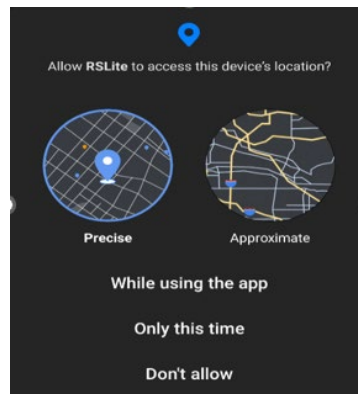 Allow RSLite to access this device's location?
Precise
Approximate
While using the app
Only this time
Don't allow